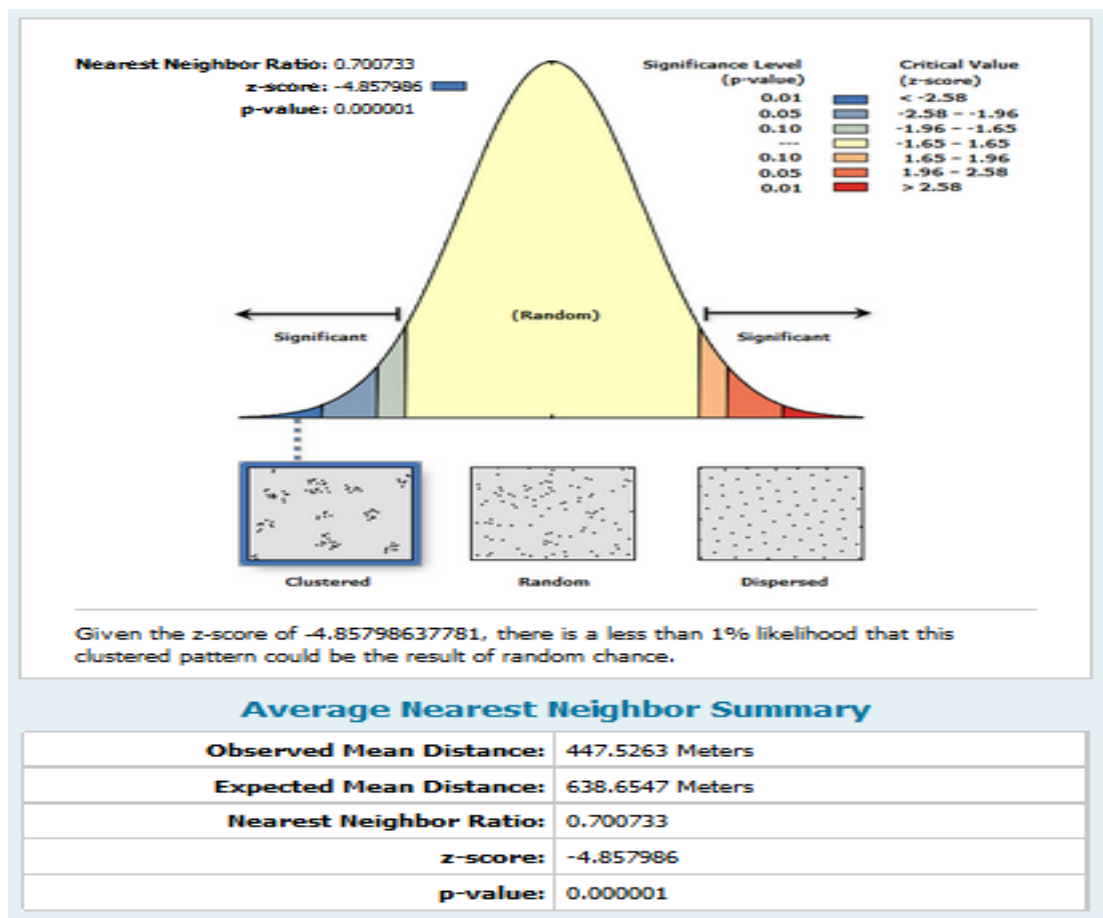 Nearest Neighbor Ratio: 0.700733
z-score: -4.857986
p-value: 0.000001
Significance Level
(p-value)
Critical Value
(z-score)
0.01 < -2.58
0.05 -2.58 - -1.96
0.10 -1.96 - -1.65
--- -1.65 - 1.65
0.10 1.65 - 1.96
0.05 1.96 - 2.58
0.01 > 2.58
Significant
(Random)
Significant
Clustered
Random
Dispersed
Given the z-score of -4.85798637781, there is a less than 1% likelihood that this
clustered pattern could be the result of random chance.
Average Nearest Neighbor Summary
Observed Mean Distance: 447.5263 Meters
Expected Mean Distance: 638.6547 Meters
Nearest Neighbor Ratio: 0.700733
z-score: -4.857986
p-value: 0.000001